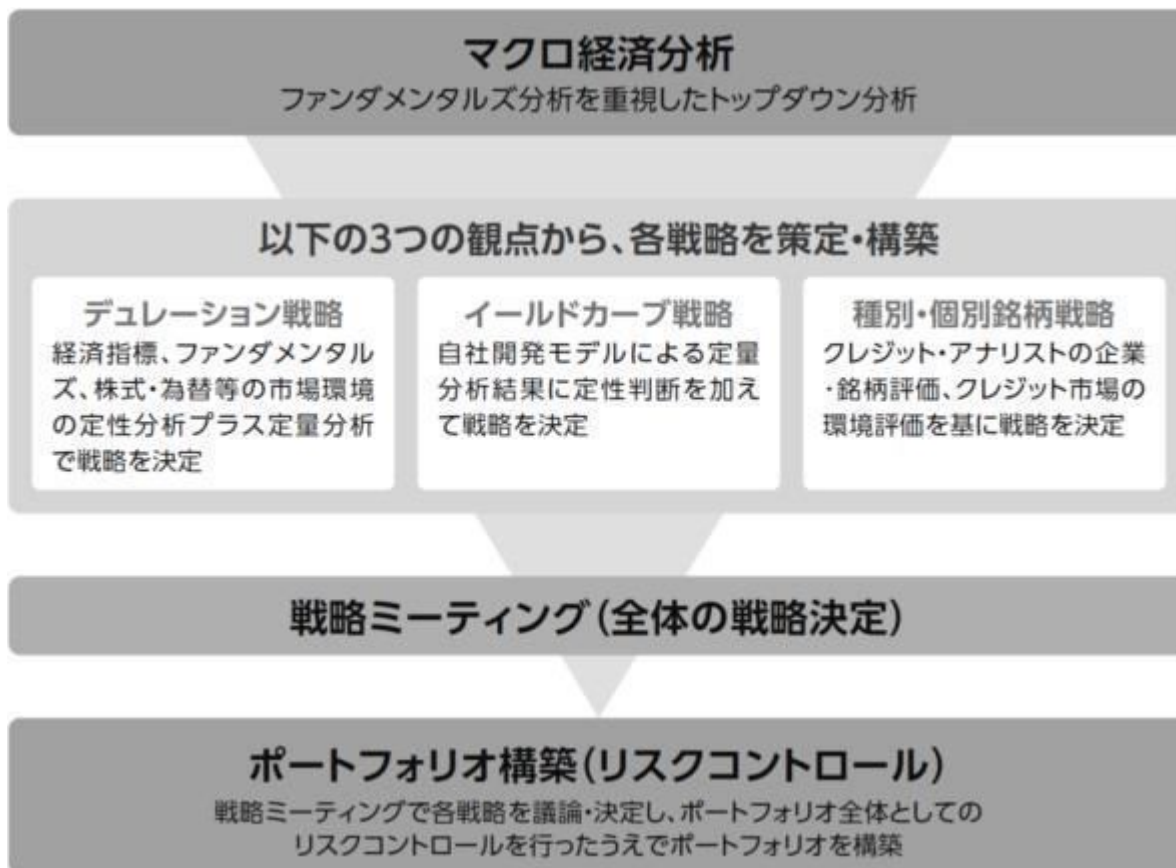 マクロ経済分析
ファンダメンタルズ分析を重視したトップダウン分析
以下の3つの観点から、各戦略を策定・構築
デュレーション戦略
経済指標、ファンダメンタル
ズ、株式・為替等の市場環境
の定性分析プラス定量分析
で戦略を決定
イールドカーブ戦略
自社開発モデルによる定量
分析結果に定性判断を加え
て戦略を決定
種別・個別銘柄戦略
クレジット・アナリストの企業
・銘柄評価、クレジット市場の
環境評価を基に戦略を決定
戦略ミーティング(全体の戦略決定)
ポートフォリオ構築(リスクコントロール)
戦略ミーティングで各戦略を議論・決定し、ポートフォリオ全体としての
リスクコントロールを行ったうえでポートフォリオを構築